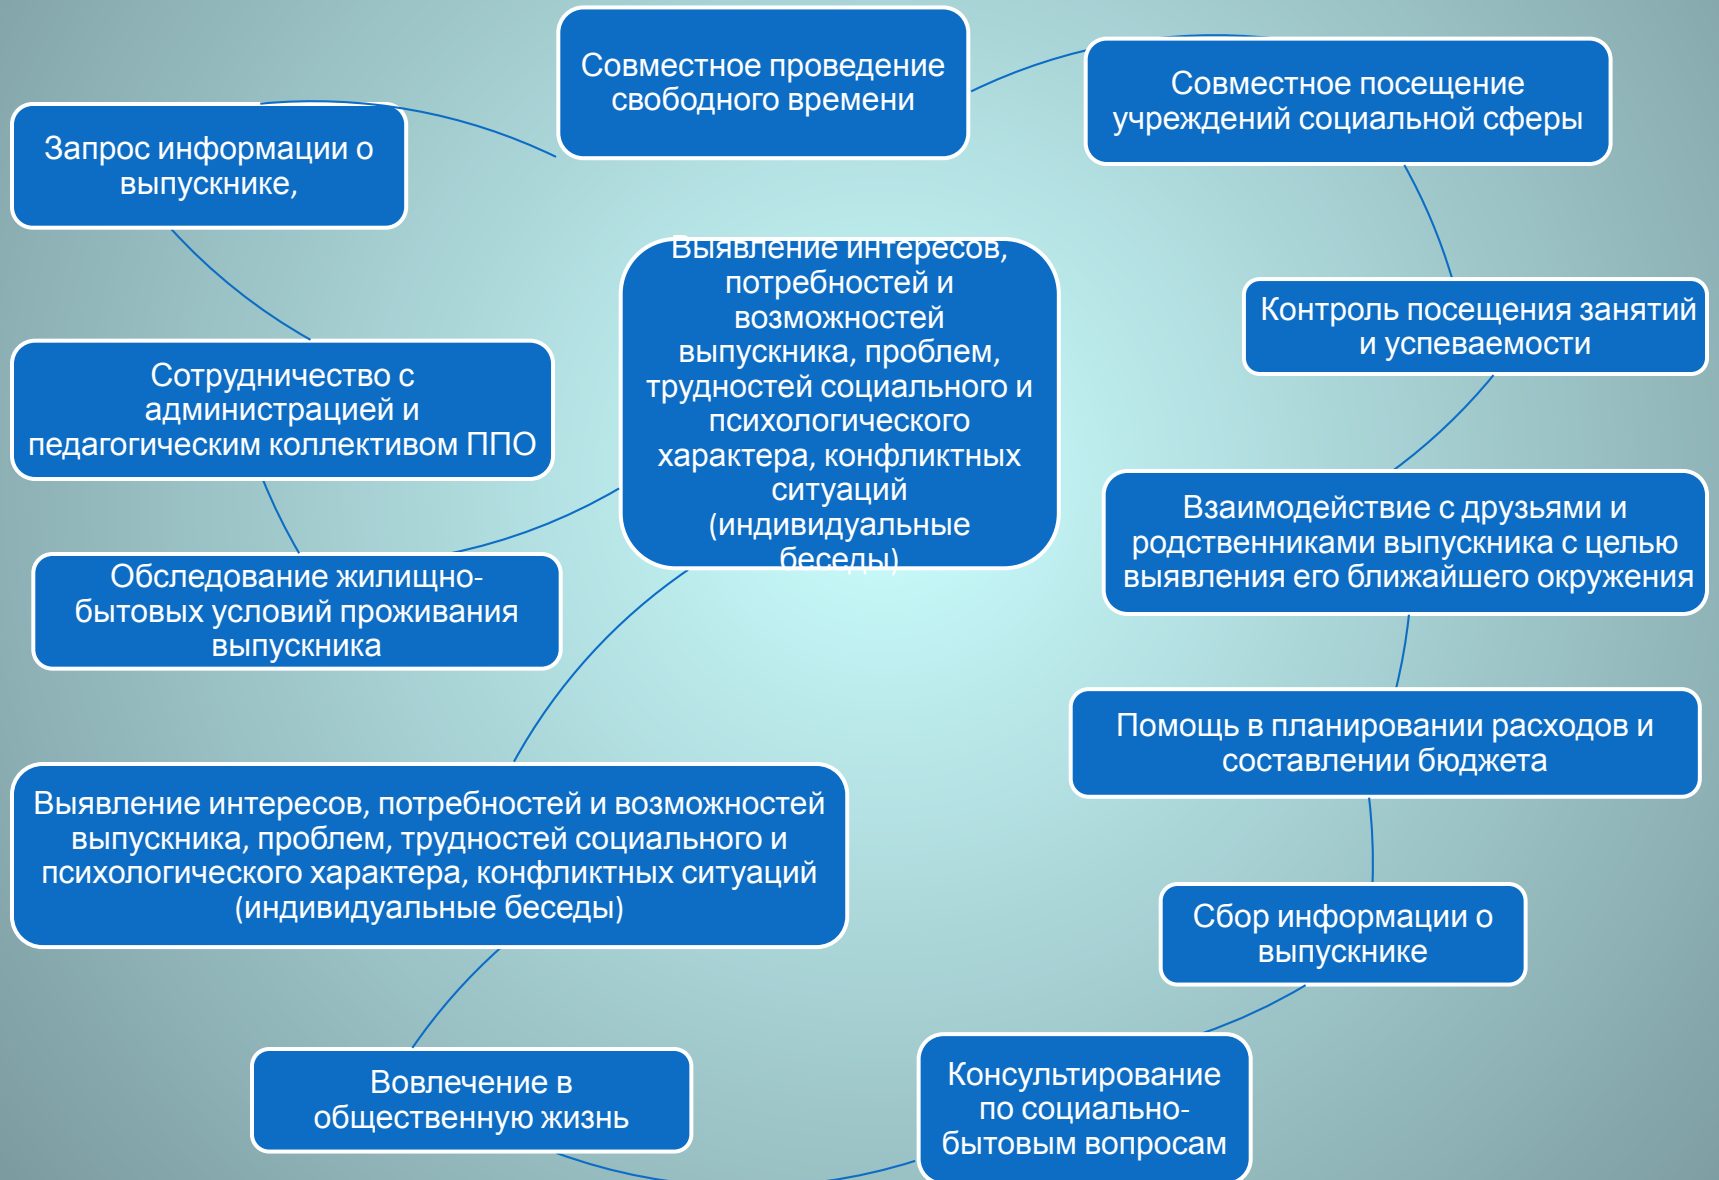 Совместное проведение
свободного времени
Совместное посещение
учреждений социальной сферы
Запрос информации о
выпускнике,
Выявление интересов,
потребностей и
возможностей
выпускника, проблем,
трудностей социального и
психологического
характера, конфликтных
ситуаций
(индивидуальные
беседы)
Контроль посещения занятий
и успеваемости
Сотрудничество с
администрацией и
педагогическим коллективом ППО
Взаимодействие с друзьями и
родственниками выпускника с целью
выявления его ближайшего окружения
Обследование жилищно-
бытовых условий проживания
выпускника
Помощь в планировании расходов и
составлении бюджета
Выявление интересов, потребностей и возможностей
выпускника, проблем, трудностей социального и
психологического характера, конфликтных ситуаций
(индивидуальные беседы)
Сбор информации о
выпускнике
Вовлечение в
общественную жизнь
Консультирование
по социально-
бытовым вопросам